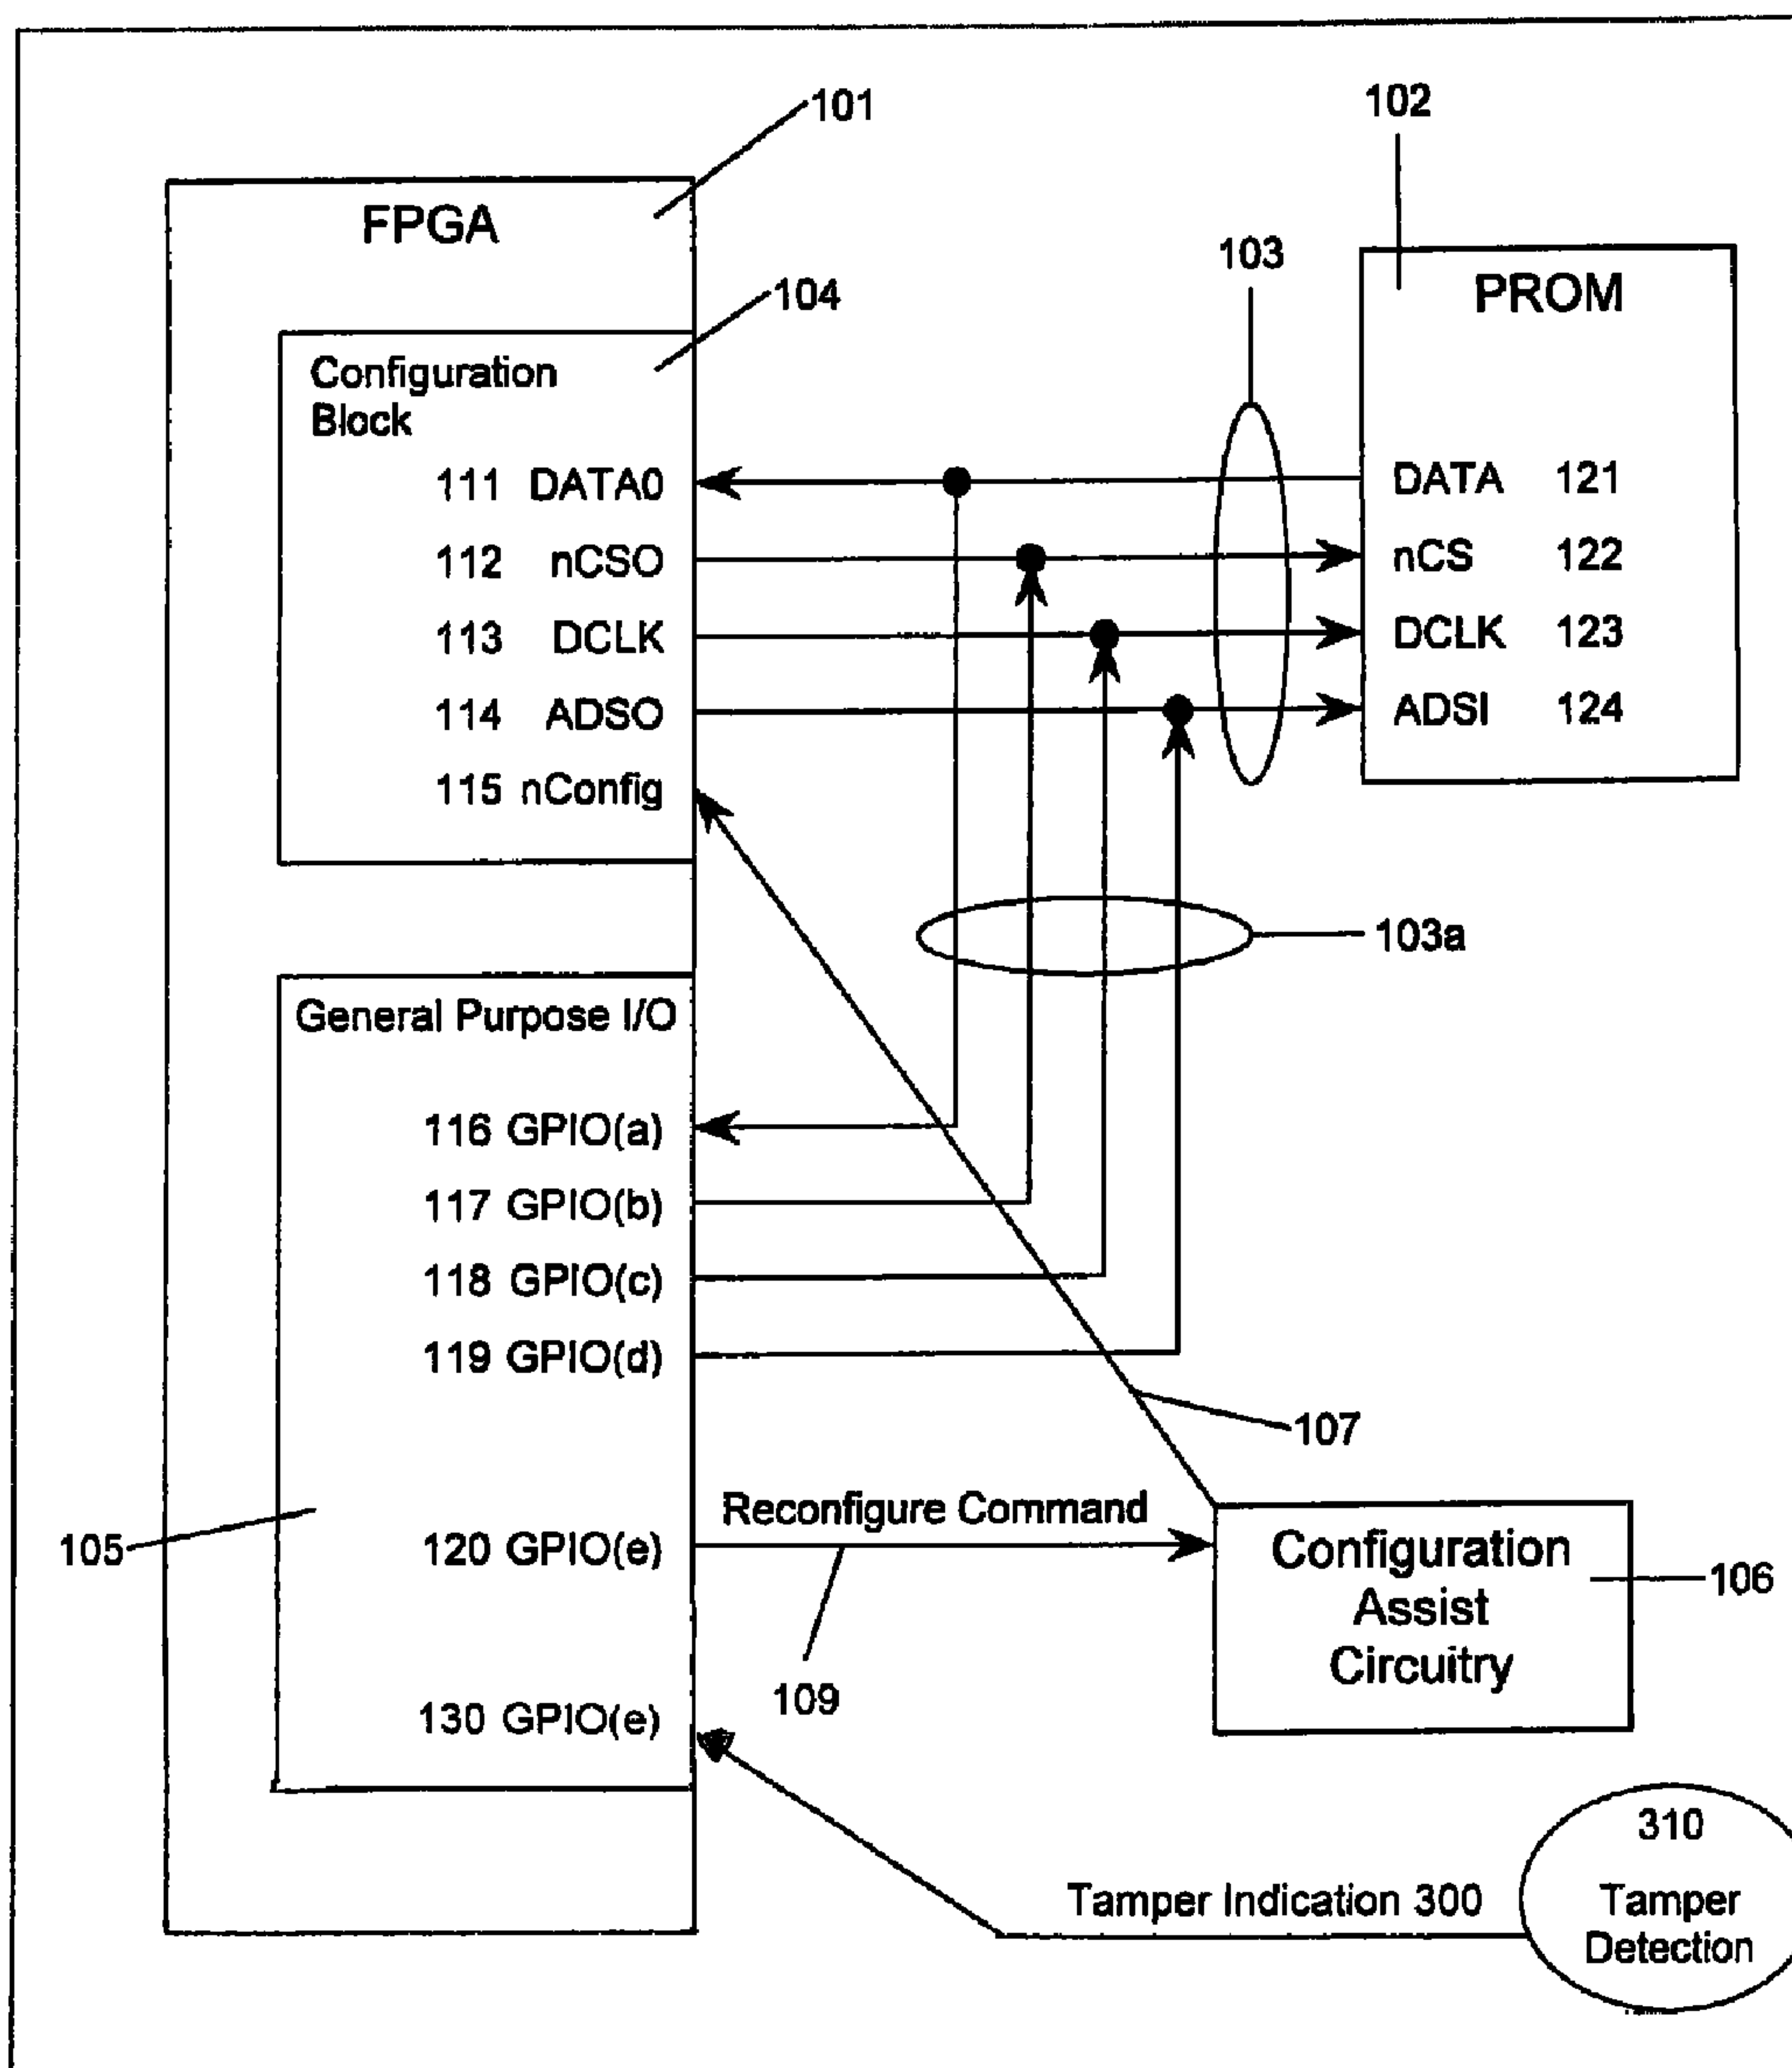 101
102
FPGA
103
PROM
104
Configuration
Block
111 DATA0
DATA 121
112 nCSO
nCS 122
113 DCLK
DCLK 123
114 ADSO
ADSI 124
115 nConfig
103a
General Purpose I/O
116 GPIO(a)
117 GPIO(b)
118 GPIO(c)
119 GPIO(d)
107
Reconfigure Command
105
120 GPIO(e)
Configuration
Assist
Circuitry
106
109
130 GPIO(e)
310
Tamper Indication 300
Tamper
Detection